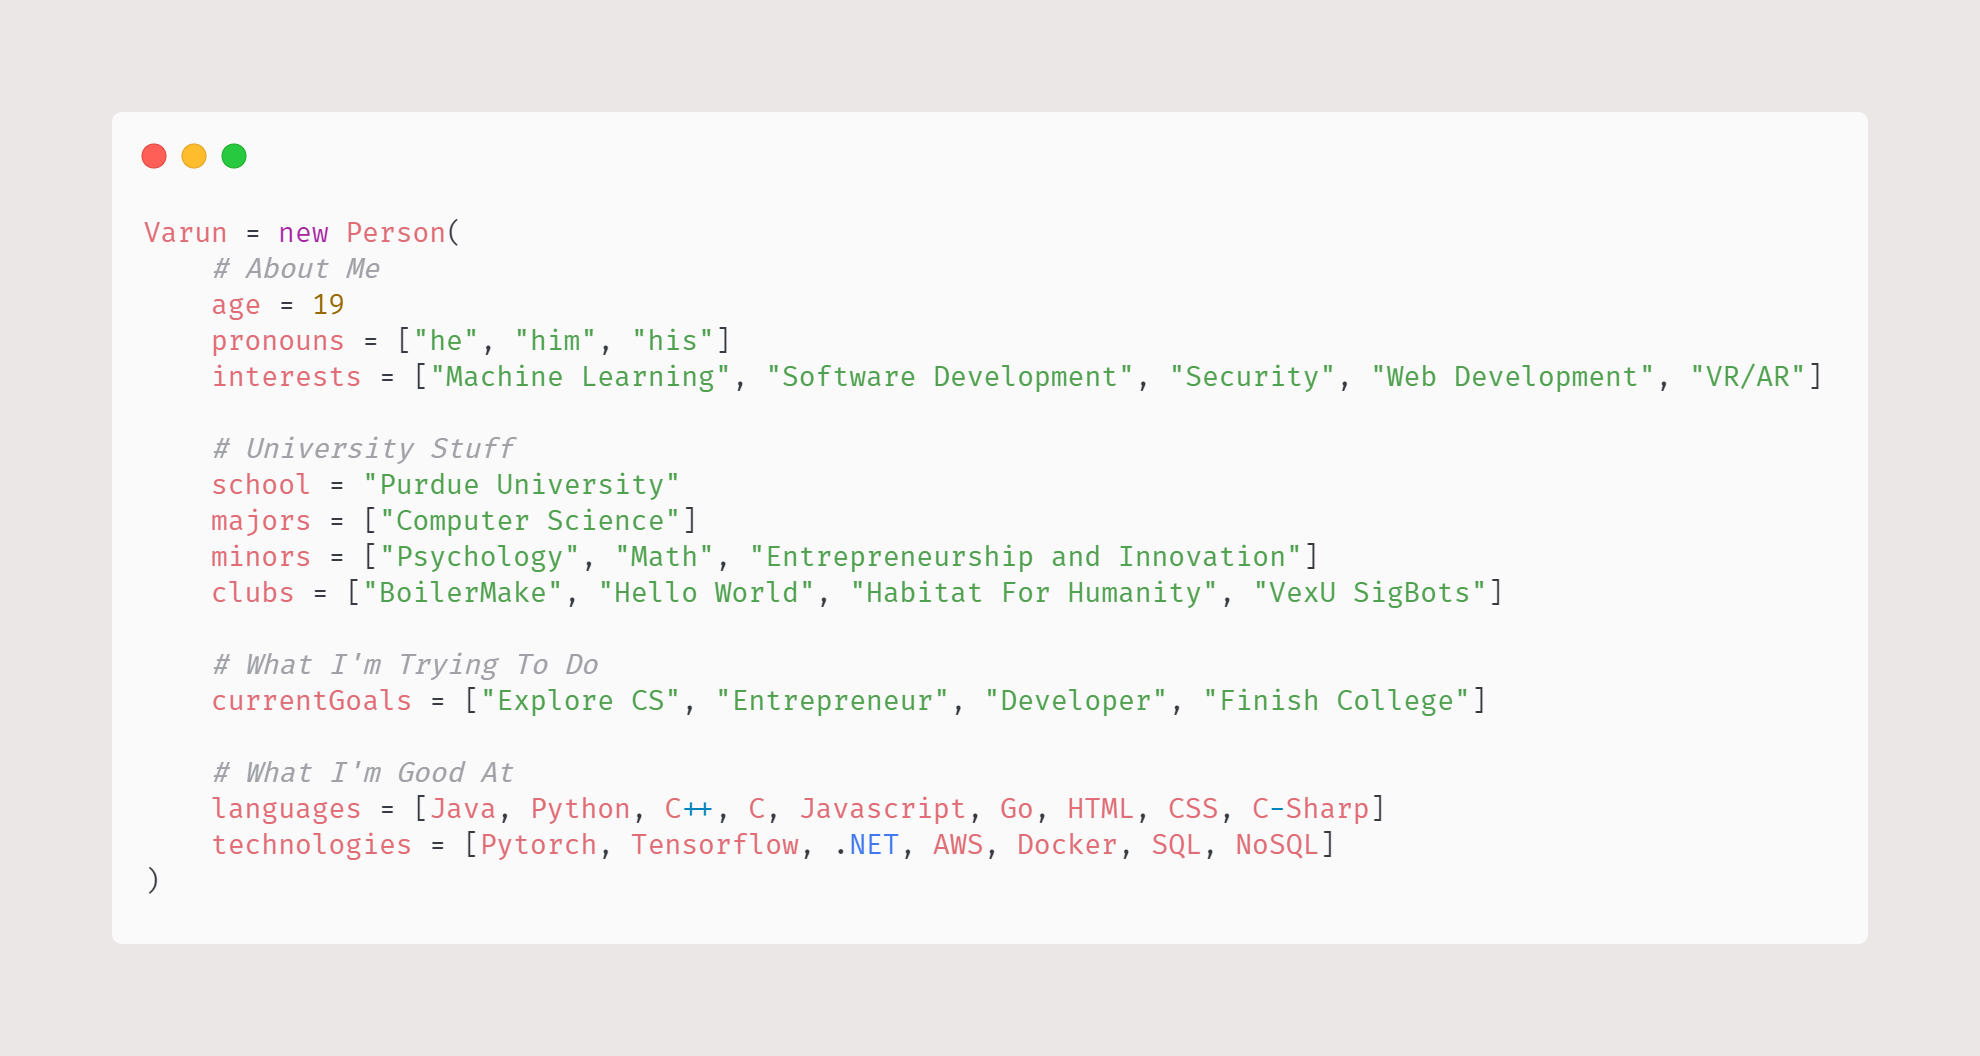 Varun = new Person(
# About Me
age = 19
pronouns = ["he", "him", "his"]
interests = ["Machine Learning", "Software Development", "Security", "Web Development", "VR/AR"]
# University Stuff
school = "Purdue University"
majors = ["Computer Science"]
minors = ["Psychology", "Math", "Entrepreneurship and Innovation"]
clubs = ["BoilerMake", "Hello World", "Habitat For Humanity", "VexU SigBots"]
# What I'm Trying To Do
currentGoals = ["Explore CS", "Entrepreneur", "Developer", "Finish College"]
# What I'm Good At
languages = [Java, Python, C++, C, Javascript, Go, HTML, CSS, C-Sharp]
technologies = [Pytorch, Tensorflow, .NET, AWS, Docker, SQL, NoSQL]
)